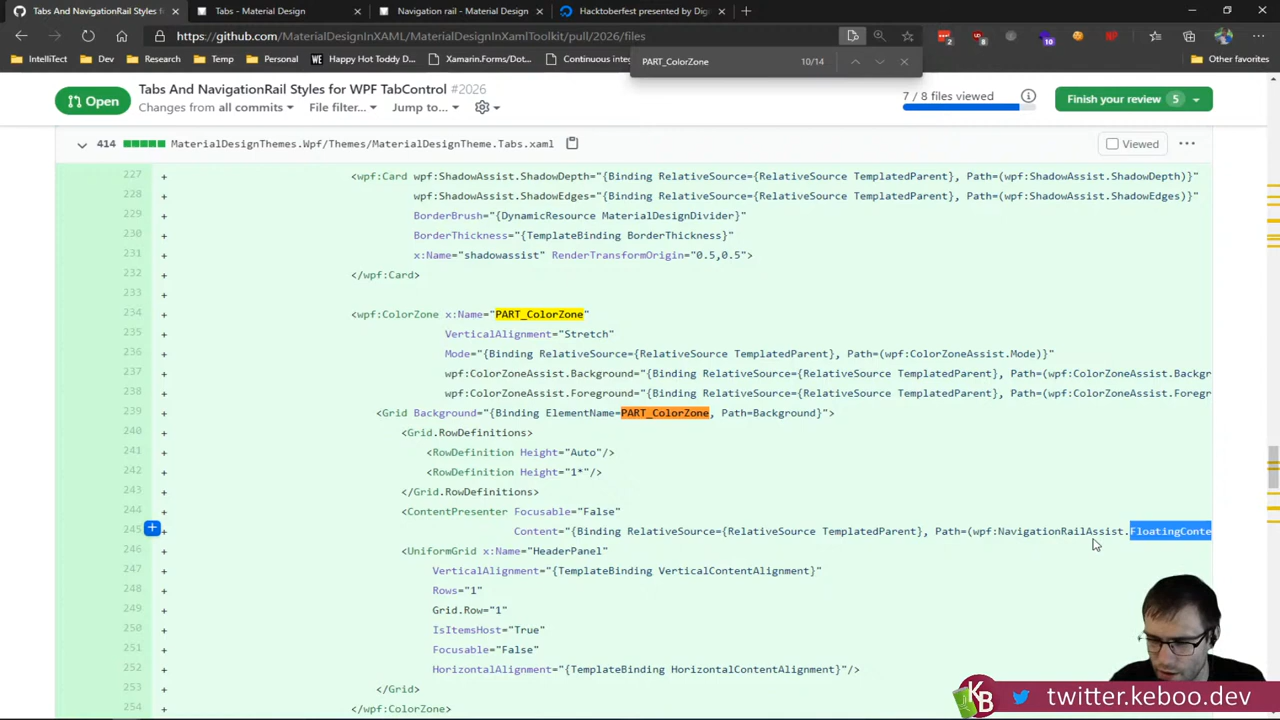 Tabs And NavigationRail Styles for
Tabs - Material Design
Navigation rail - Material Design
Hacktoberfest presented by Digi
https://github.com/MaterialDesignInXAML/MaterialDesignInXamlToolkit/pull/2026/files
2
8
10
IntelliTect
Dev
Research
Temp
Personal
Happy Hot Toddy D...
Xamarin.Forms/Dot
Continuous integ
Other favorites
PART_ColorZone
10/14
Open
Tabs And NavigationRail Styles for WPF TabControl #2026
Changes from all commits
File filter...
Jump to...
7 / 8 files viewed
Finish your review 5
414 MaterialDesignThemes.Wpf/Themes/MaterialDesignTheme.Tabs.xaml
Viewed
227 + <wpf:Card wpf:ShadowAssist.ShadowDepth="{Binding RelativeSource={RelativeSource TemplatedParent}, Path=(wpf:ShadowAssist.ShadowDepth)}"
228 + wpf:ShadowAssist.ShadowEdges="{Binding RelativeSource={RelativeSource TemplatedParent}, Path=(wpf:ShadowAssist.ShadowEdges)}"
229 + BorderBrush="{DynamicResource MaterialDesignDivider}"
230 + BorderThickness="{TemplateBinding BorderThickness}"
231 + x:Name="shadowassist" RenderTransformOrigin="0.5,0.5">
232 + </wpf:Card>
233 +
234 + <wpf:ColorZone x:Name="PART_ColorZone"
235 + VerticalAlignment="Stretch"
236 + Mode="{Binding RelativeSource={RelativeSource TemplatedParent}, Path=(wpf:ColorZoneAssist.Mode)}"
237 + wpf:ColorZoneAssist.Background="{Binding RelativeSource={RelativeSource TemplatedParent}, Path=(wpf:ColorZoneAssist.Backgr
238 + wpf:ColorZoneAssist.Foreground="{Binding RelativeSource={RelativeSource TemplatedParent}, Path=(wpf:ColorZoneAssist.Foregr
239 + <Grid Background="{Binding ElementName=PART_ColorZone, Path=Background}">
240 + <Grid.RowDefinitions>
241 + <RowDefinition Height="Auto"/>
242 + <RowDefinition Height="1*"/>
243 + </Grid.RowDefinitions>
244 + <ContentPresenter Focusable="False"
245 + Content="{Binding RelativeSource={RelativeSource TemplatedParent}, Path=(wpf:NavigationRailAssist.FloatingConte
246 + <UniformGrid x:Name="HeaderPanel"
247 + VerticalAlignment="{TemplateBinding VerticalContentAlignment}"
248 + Rows="1"
249 + Grid.Row="1"
250 + IsItemsHost="True"
251 + Focusable="False"
252 + HorizontalAlignment="{TemplateBinding HorizontalContentAlignment}"/>
253 + </Grid>
254 + </wpf:ColorZone>
KB
twitter.keboo.dev